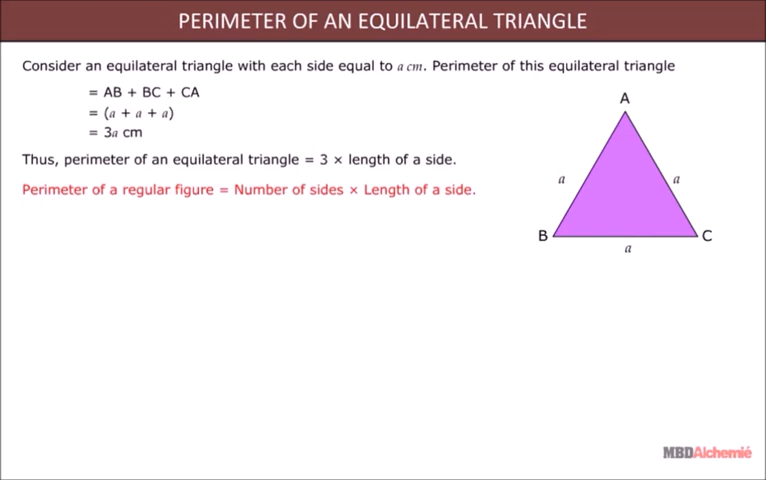 PERIMETER OF AN EQUILATERAL TRIANGLE
Consider an equilateral triangle with each side equal to a cm. Perimeter of this equilateral triangle
= AB + BC + CA
= (a + a + a)
= 3a cm
Thus, perimeter of an equilateral triangle = 3 × length of a side.
Perimeter of a regular figure = Number of sides × Length of a side.
A
a
a
B
C
a
MBDAlchemié